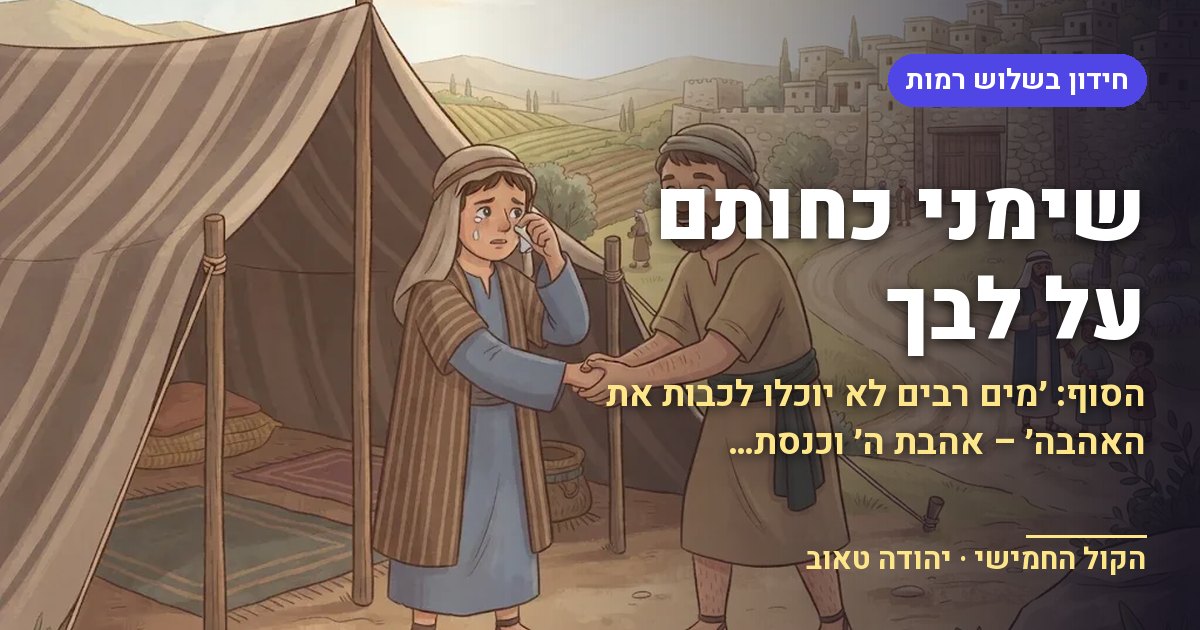 חידון בשלוש רמות
שימני כחותם
על לבך
הסוף: ׳מים רבים לא יוכלו לכבות את
האהבה׳ – אהבת ה׳ וכנסת...
הקול החמישי · יהודה טאוב